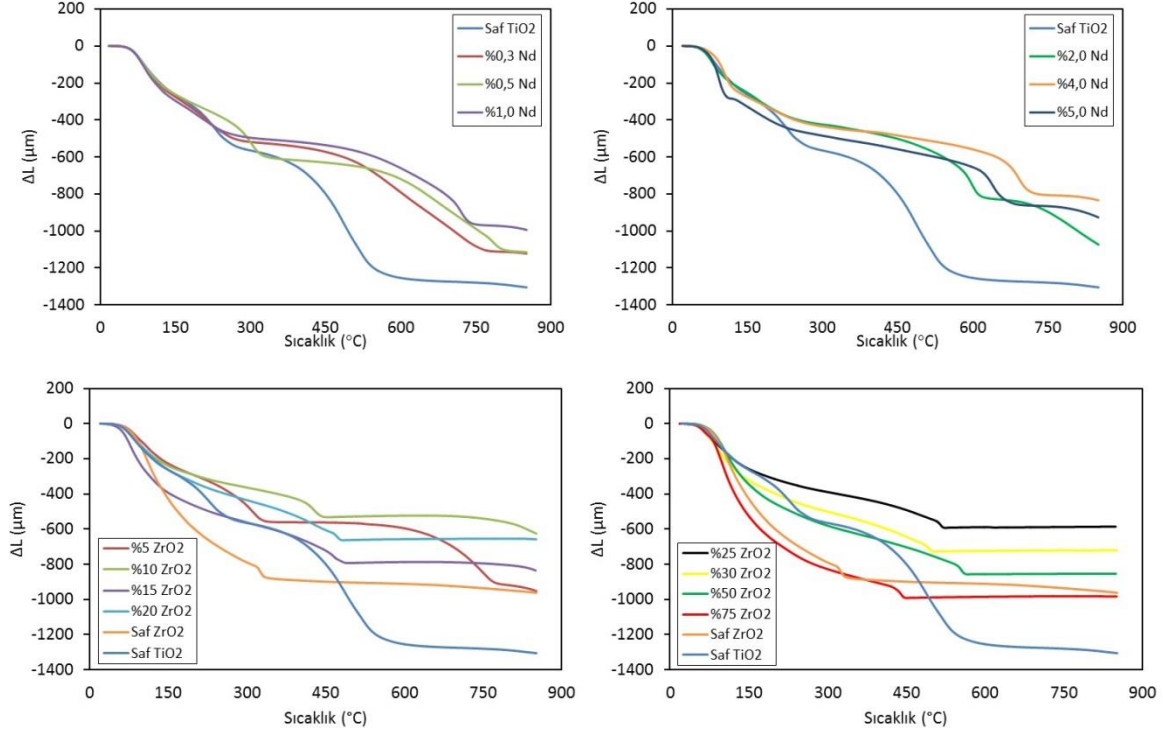 200
0
-200
-400
-600
-800
-1000
-1200
-1400
ΔL (µm)
0 150 300 450 600 750 900
Sıcaklık (°C)
Saf TiO2
%0,3 Nd
%0,5 Nd
%1,0 Nd
200
0
-200
-400
-600
-800
-1000
-1200
-1400
ΔL (µm)
0 150 300 450 600 750 900
Sıcaklık (°C)
Saf TiO2
%2,0 Nd
%4,0 Nd
%5,0 Nd
200
0
-200
-400
-600
-800
-1000
-1200
-1400
ΔL (µm)
0 150 300 450 600 750 900
Sıcaklık (°C)
%5 ZrO2
%10 ZrO2
%15 ZrO2
%20 ZrO2
Saf ZrO2
Saf TiO2
200
0
-200
-400
-600
-800
-1000
-1200
-1400
ΔL (µm)
0 150 300 450 600 750 900
Sıcaklık (°C)
%25 ZrO2
%30 ZrO2
%50 ZrO2
%75 ZrO2
Saf ZrO2
Saf TiO2